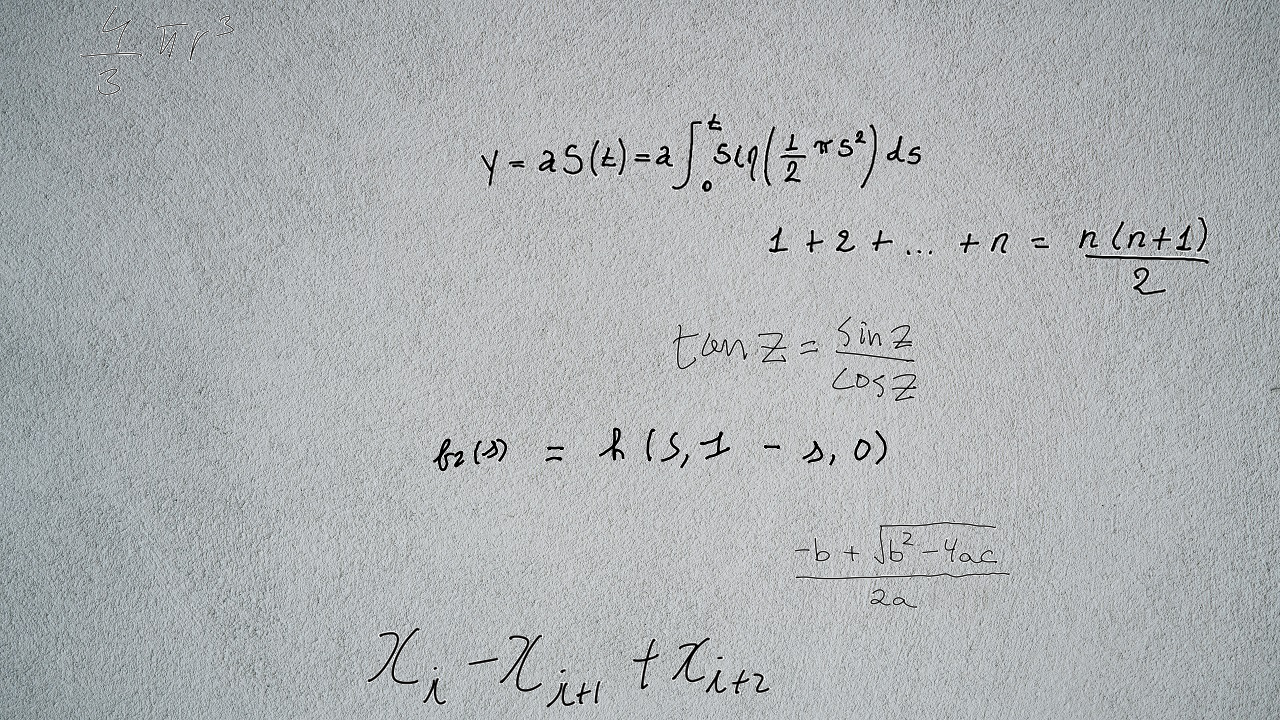 \frac{4}{3} \pi r^3
y = a S(t) = a \int_0^t \sin\left(\frac{1}{2} \pi s^2\right) ds
1 + 2 + \ldots + n = \frac{n(n+1)}{2}
\tan z = \frac{\sin z}{\cos z}
b_2(s) = h(s, 1 - s, 0)
\frac{-b + \sqrt{b^2 - 4ac}}{2a}
x_i - x_{i+1} + x_{i+2}